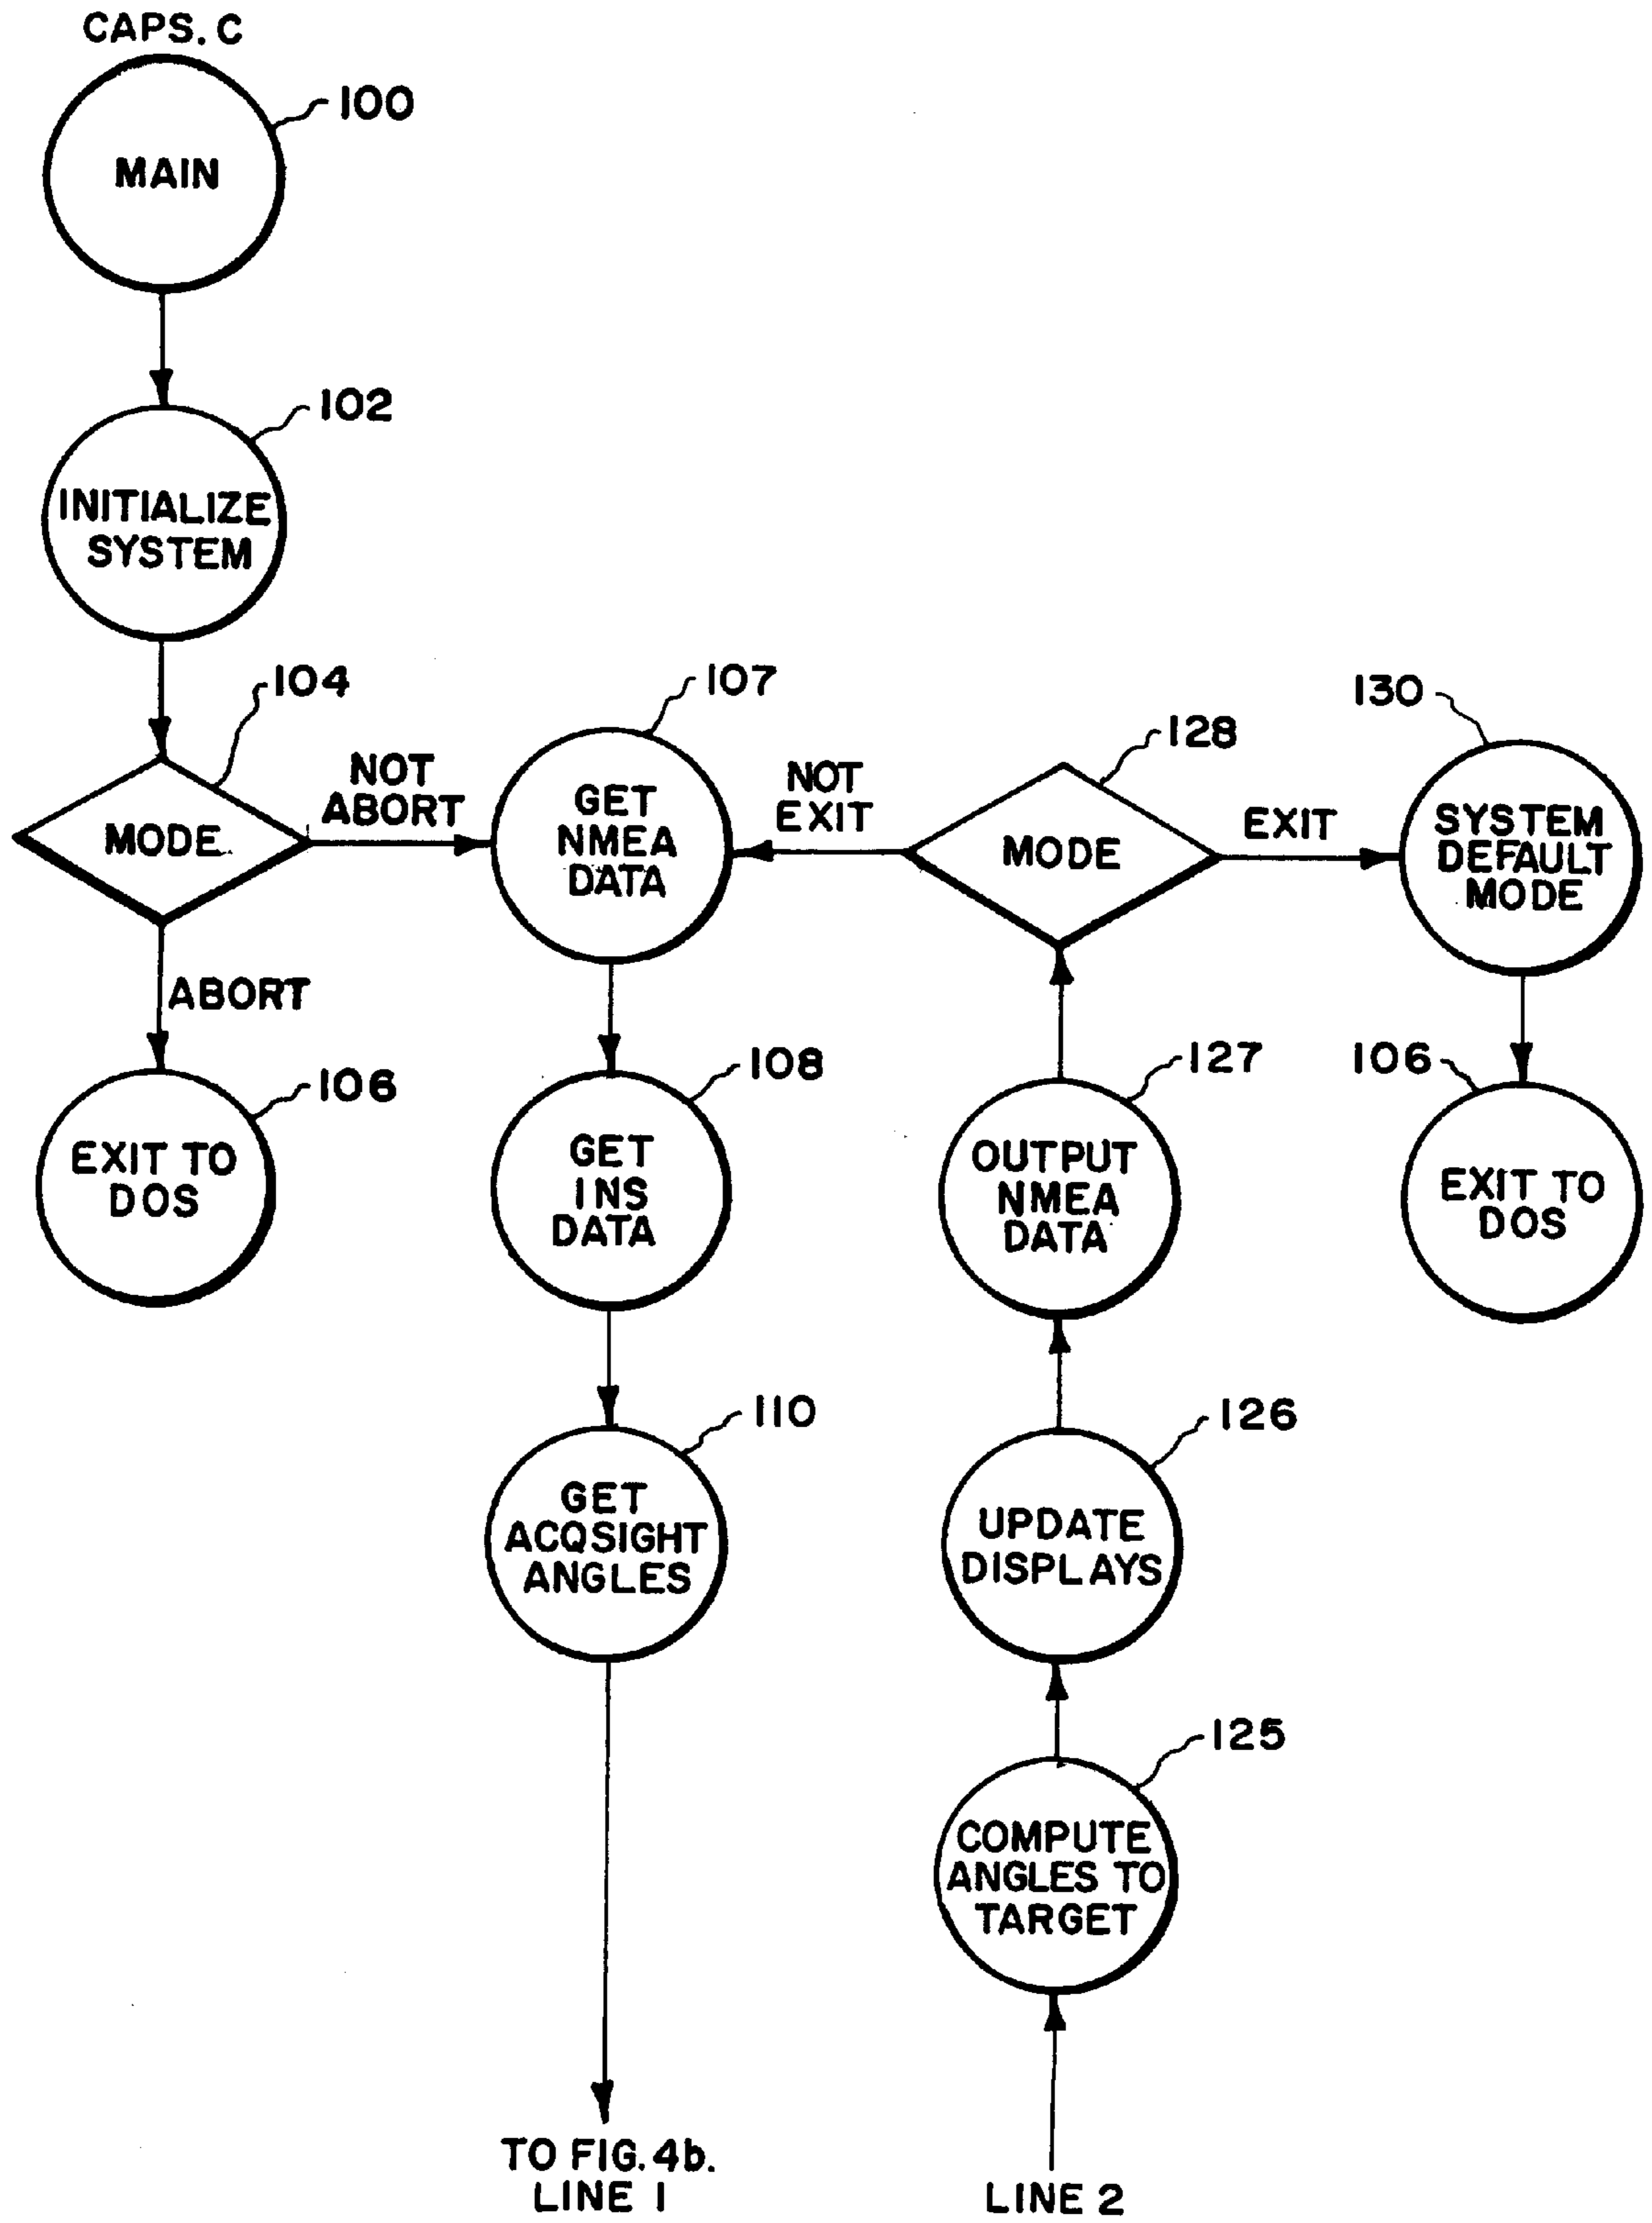 CAPS. C
100
MAIN
102
INITIALIZE
SYSTEM
104
MODE
NOT
ABORT
ABORT
106
EXIT TO
DOS
107
GET
NMEA
DATA
108
GET
INS
DATA
110
GET
ACQSIGHT
ANGLES
TO FIG. 4b.
LINE 1
NOT
EXIT
128
MODE
EXIT
127
OUTPUT
NMEA
DATA
126
UPDATE
DISPLAYS
125
COMPUTE
ANGLES TO
TARGET
LINE 2
130
SYSTEM
DEFAULT
MODE
106
EXIT TO
DOS